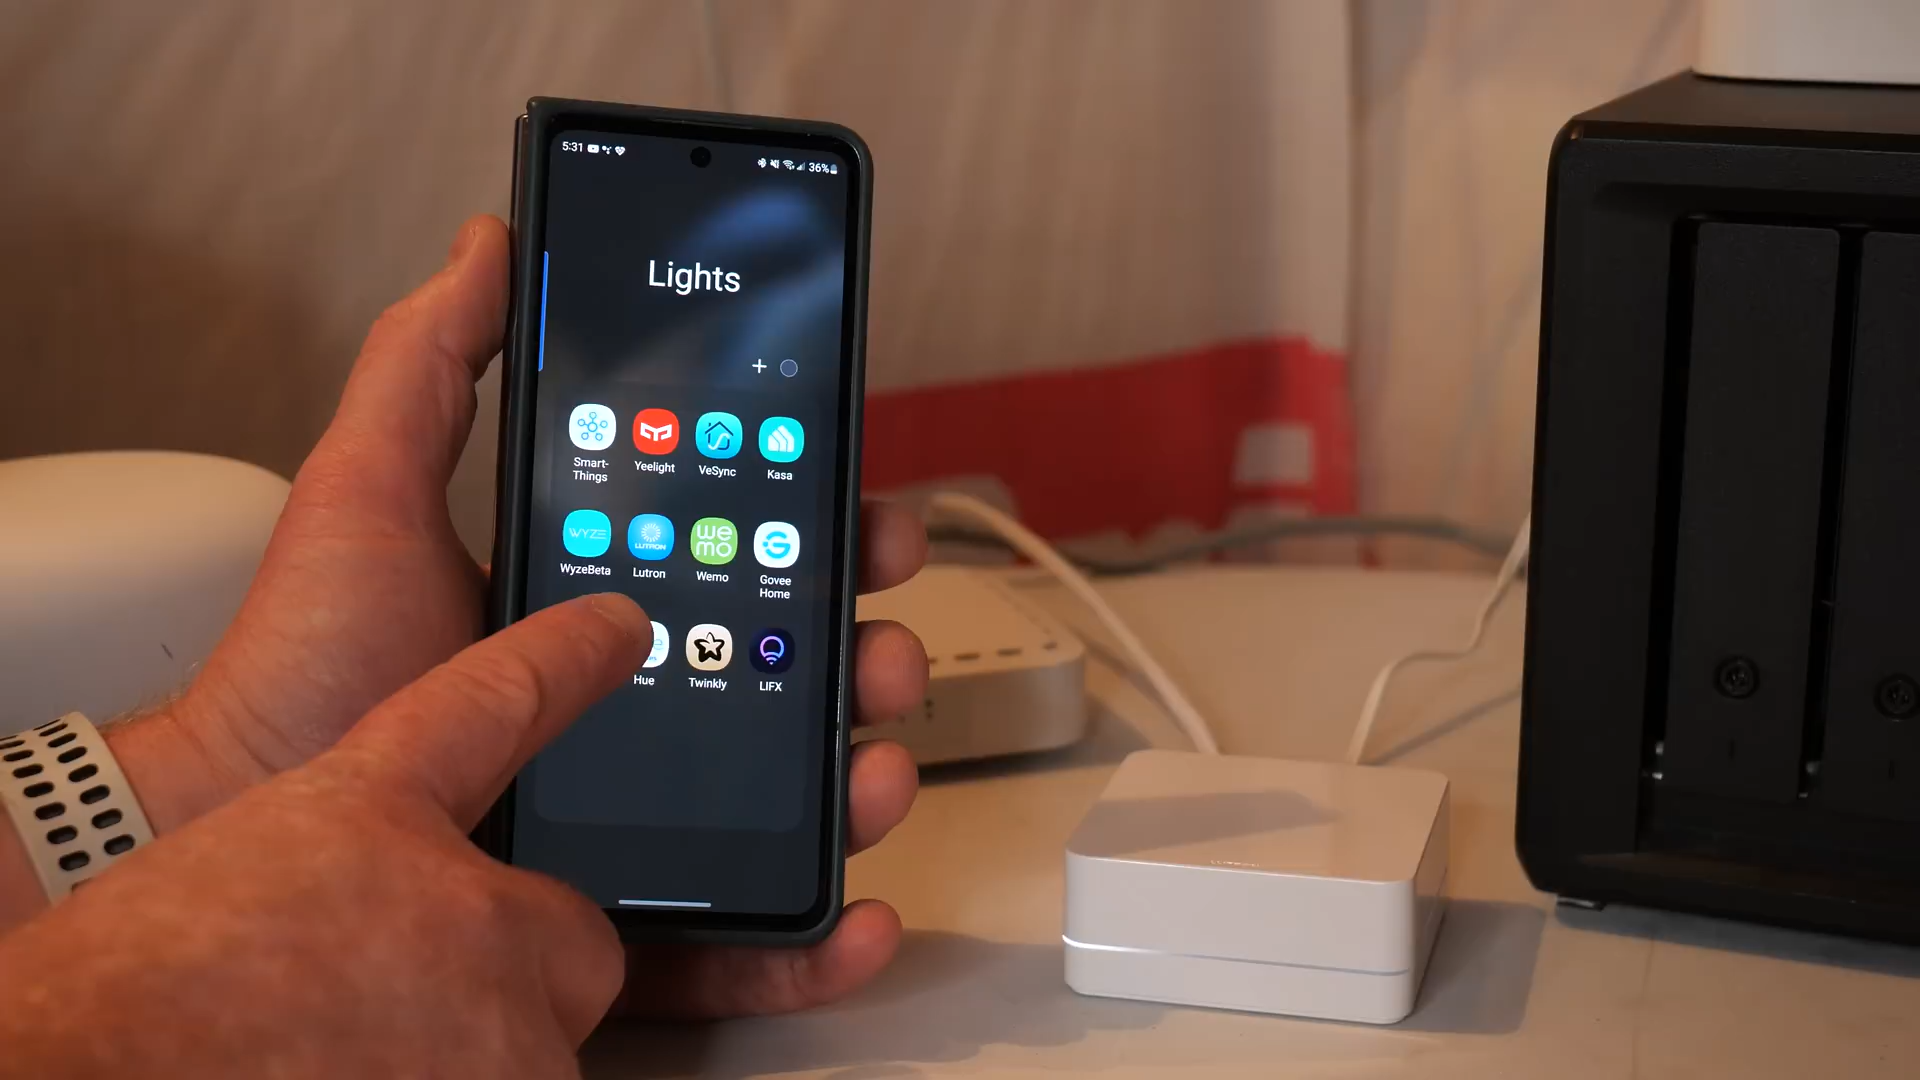 5:31
36%
Lights
Smart-
Things
Yeelight
VeSync
Kasa
WYZE
LUTRON
we
mo
WyzeBeta
Lutron
Wemo
Govee
Home
Hue
Twinkly
LIFX